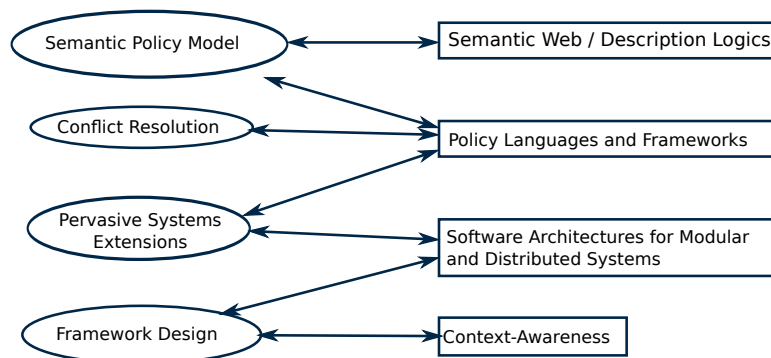 Semantic Policy Model
Semantic Web / Description Logics
Conflict Resolution
Policy Languages and Frameworks
Pervasive Systems
Extensions
Software Architectures for Modular
and Distributed Systems
Framework Design
Context-Awareness